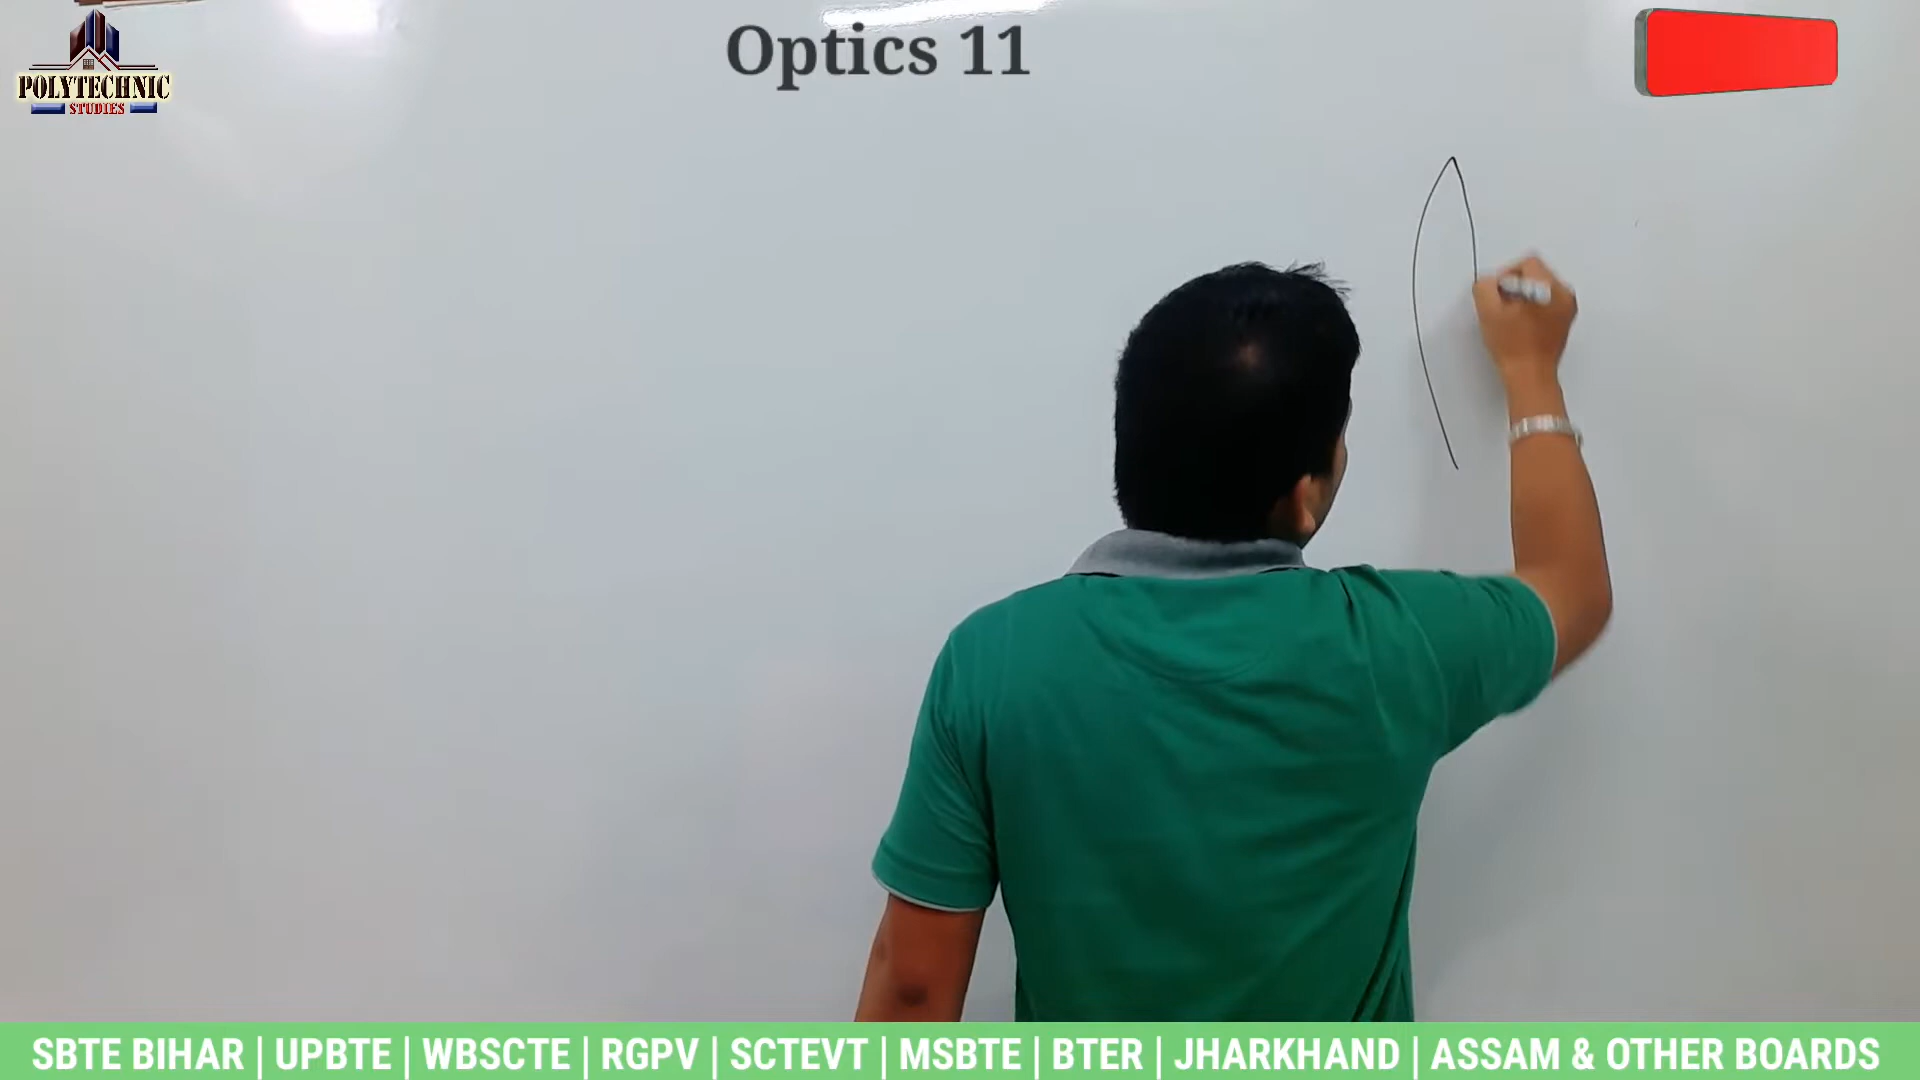 Optics 11
POLYTECHNIC
STUDIES
SBTE BIHAR | UPBTE | WBSCTE | RGPV | SCTEVT | MSBTE | BTER | JHARKHAND | ASSAM & OTHER BOARDS